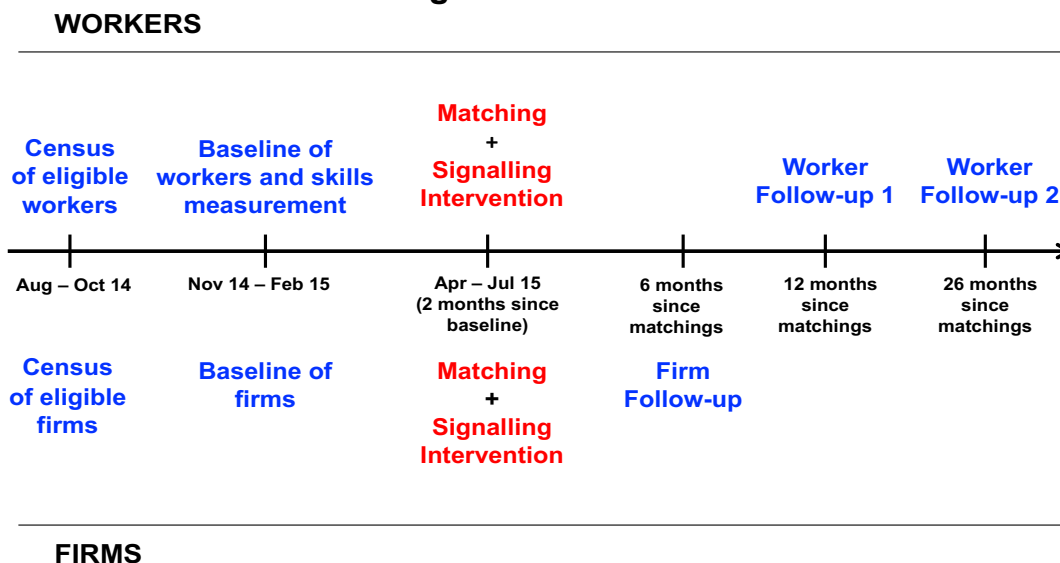 WORKERS
Census
of eligible
workers
Baseline of
workers and skills
measurement
Matching
+
Signalling
Intervention
Worker
Follow-up 1
Worker
Follow-up 2
Aug – Oct 14
Nov 14 – Feb 15
Apr – Jul 15
(2 months since
baseline)
6 months
since
matchings
12 months
since
matchings
26 months
since
matchings
Census
of eligible
firms
Baseline of
firms
Matching
+
Signalling
Intervention
Firm
Follow-up
FIRMS